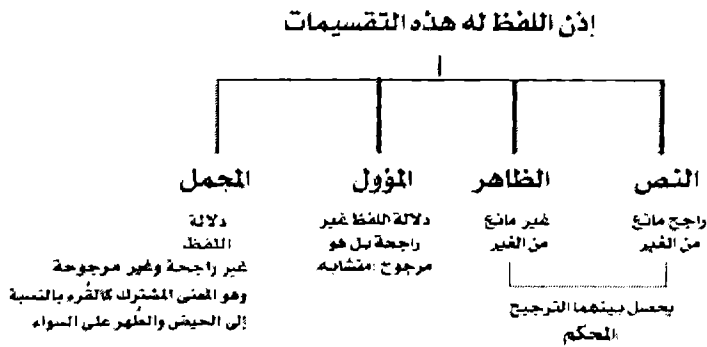 إذن اللفظ له هذه التقسيمات
النص
راجح مانع
من الغير
الظاهر
غير مانع
من الغير
يحصل بينهما الترجيح
المحكم
المؤول
دلالة اللفظ غير
راجحة بل هو
مرجوح :متشابه
المجمل
دلالة
اللفظ
غير راجحة وغير مرجوحة
وهو المعنى المشترك كالقُرء بالنسبة
إلى الحيض والطُهر على السواء